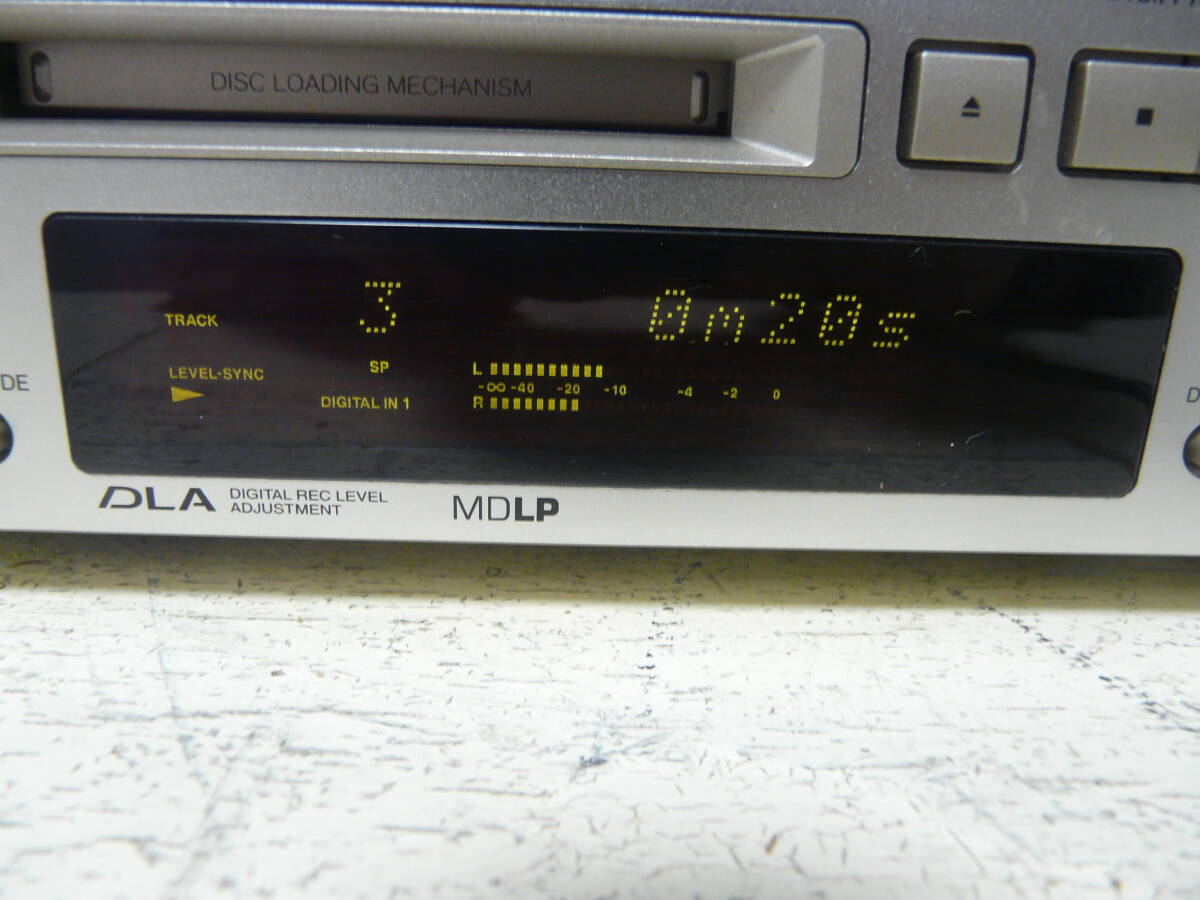 DISC LOADING MECHANISM
TRACK 3 0m20s
LEVEL-SYNC SP L
-∞ -40 -20 -10 -4 -2 0
DIGITAL IN 1 R
DE
DLA DIGITAL REC LEVEL
ADJUSTMENT
MDLP